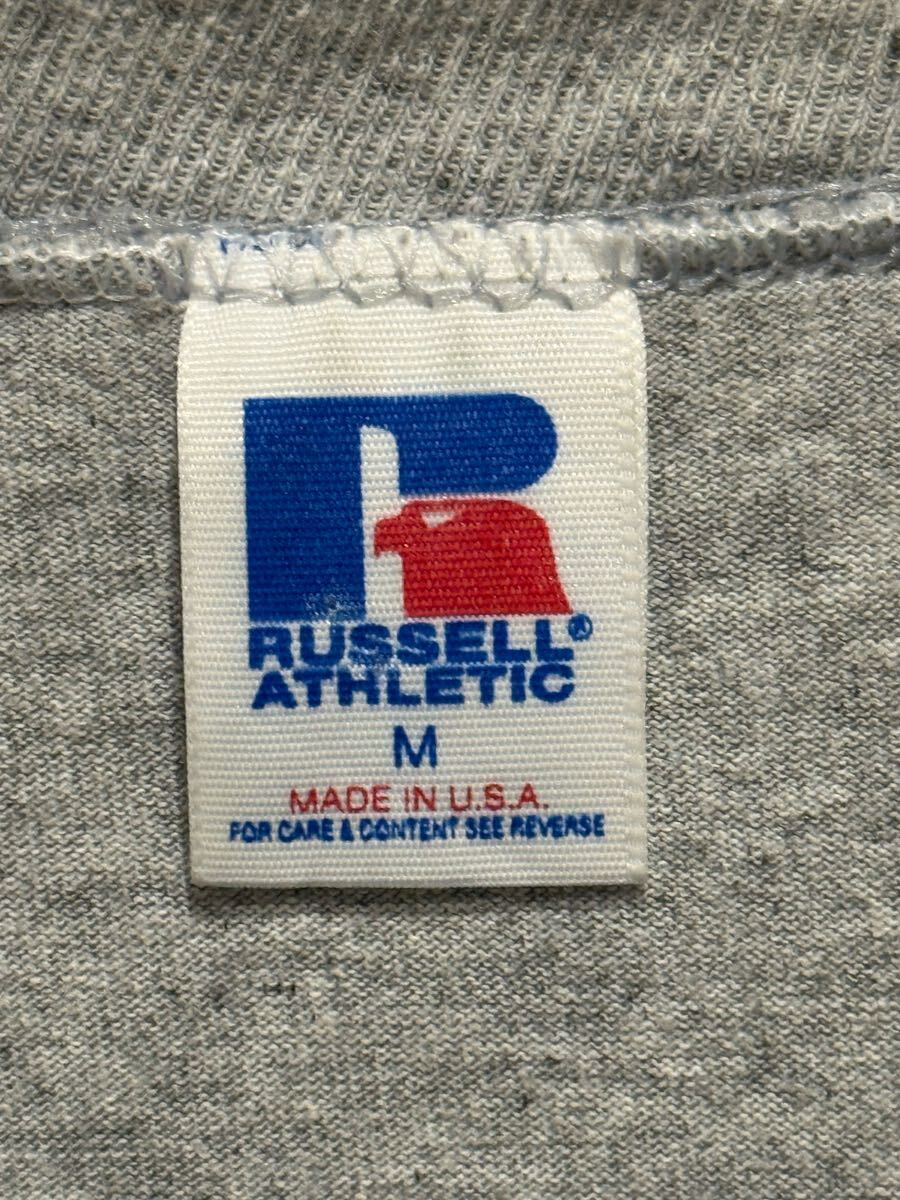 RUSSELL®
ATHLETIC
M
MADE IN U.S.A.
FOR CARE & CONTENT SEE REVERSE